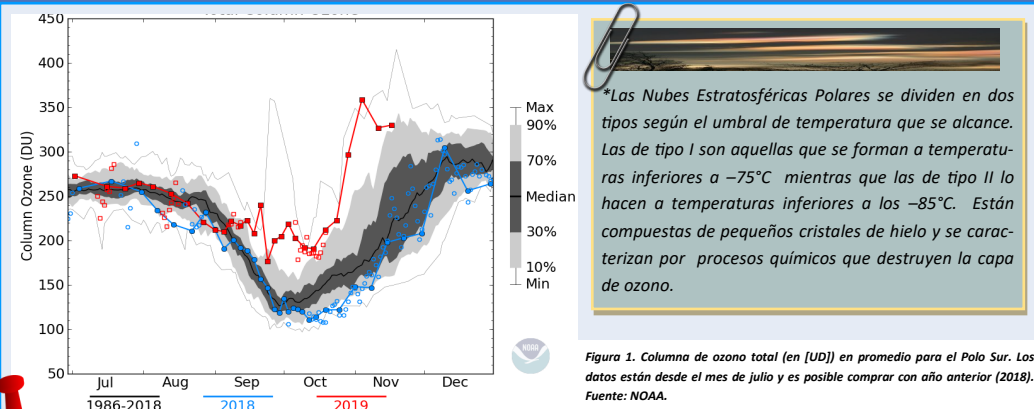 Total Column Ozone
450
400
350
300
250
200
150
100
50
Column Ozone (DU)
Jul
Aug
Sep
Oct
Nov
Dec
1986-2018
2018
2019
Max
90%
70%
Median
30%
10%
Min
NOAA
*Las Nubes Estratosféricas Polares se dividen en dos
tipos según el umbral de temperatura que se alcance.
Las de tipo I son aquellas que se forman a temperatu-
ras inferiores a –75°C mientras que las de tipo II lo
hacen a temperaturas inferiores a los –85°C. Están
compuestas de pequeños cristales de hielo y se carac-
terizan por procesos químicos que destruyen la capa
de ozono.
Figura 1. Columna de ozono total (en [UD]) en promedio para el Polo Sur. Los
datos están desde el mes de julio y es posible comprar con año anterior (2018).
Fuente: NOAA.